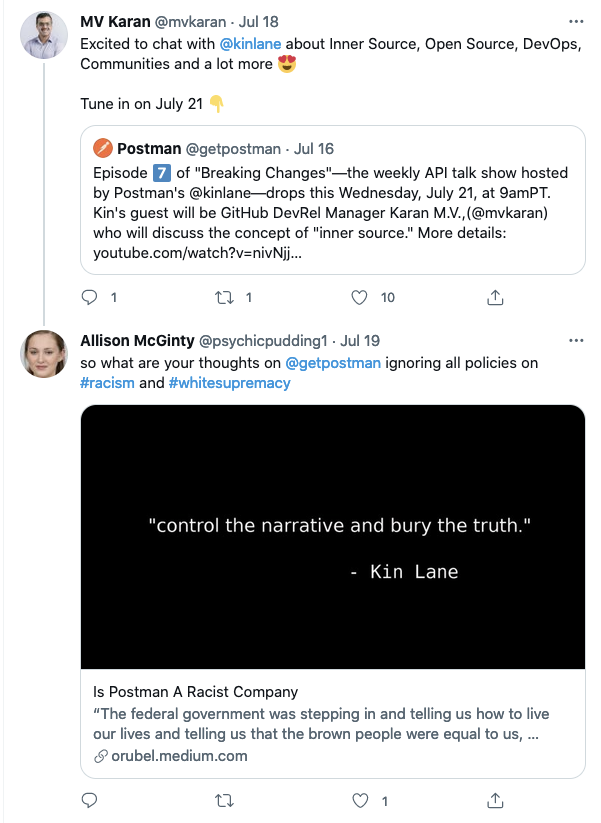 MV Karan @mvkaran · Jul 18
Excited to chat with @kinlane about Inner Source, Open Source, DevOps,
Communities and a lot more 😍
Tune in on July 21 👇
Postman @getpostman · Jul 16
Episode 7️⃣ of "Breaking Changes"—the weekly API talk show hosted
by Postman's @kinlane—drops this Wednesday, July 21, at 9amPT.
Kin's guest will be GitHub DevRel Manager Karan M.V.,(@mvkaran)
who will discuss the concept of "inner source." More details:
youtube.com/watch?v=nivNjj...
1 1 10
Allison McGinty @psychicpudding1 · Jul 19
so what are your thoughts on @getpostman ignoring all policies on
#racism and #whitesupremacy
"control the narrative and bury the truth."
- Kin Lane
Is Postman A Racist Company
“The federal government was stepping in and telling us how to live
our lives and telling us that the brown people were equal to us, ...
orubel.medium.com
1